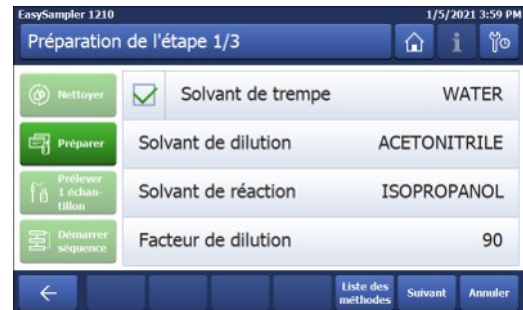 EasySampler 1210
1/5/2021 3:59 PM
Préparation de l'étape 1/3
Nettoyer
Solvant de trempe WATER
Préparer
Solvant de dilution ACETONITRILE
Prélever
1 échan-
tillon
Solvant de réaction ISOPROPANOL
Démarrer
séquence
Facteur de dilution 90
Liste des
méthodes
Suivant
Annuler